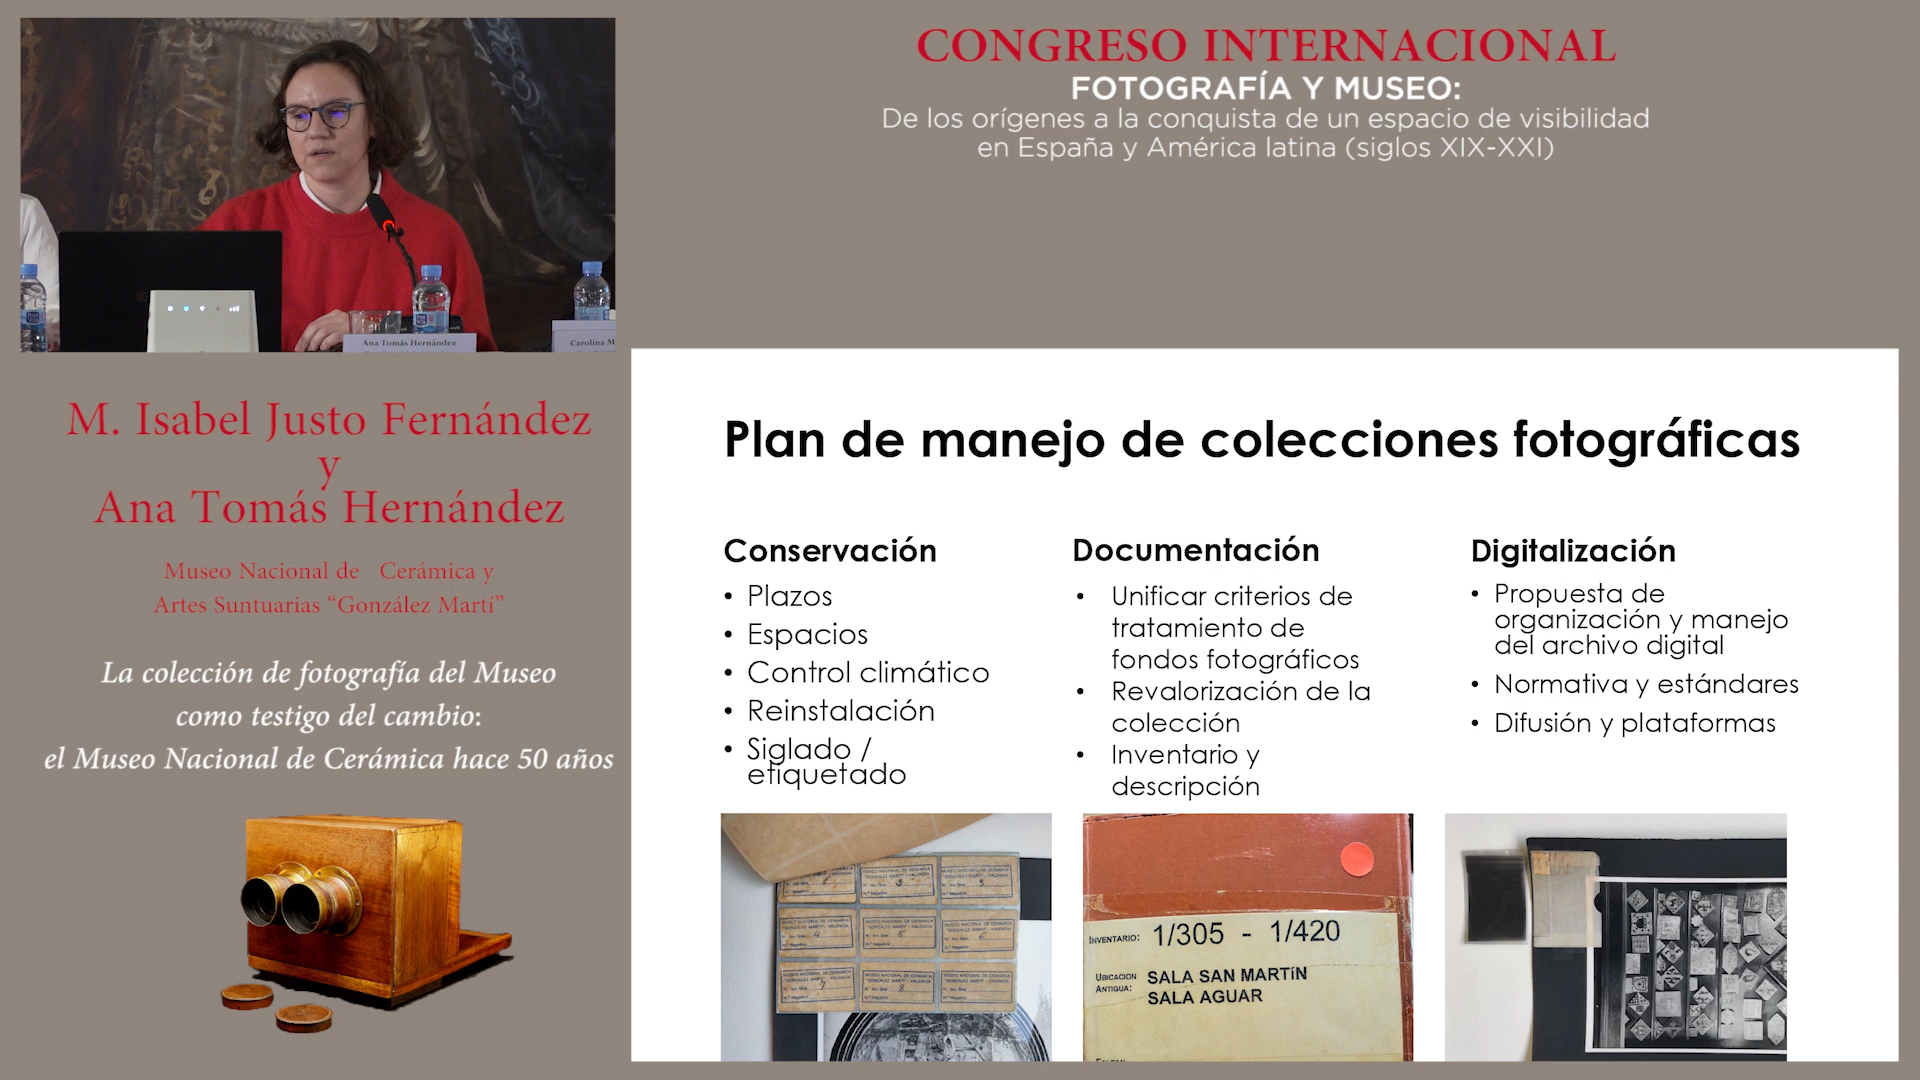 CONGRESO INTERNACIONAL
FOTOGRAFÍA Y MUSEO:
De los orígenes a la conquista de un espacio de visibilidad
en España y América latina (siglos XIX-XXI)
Ana Tomás Hernández
Carolina M
M. Isabel Justo Fernández
y
Ana Tomás Hernández
Museo Nacional de Cerámica y
Artes Suntuarias “González Martí”
La colección de fotografía del Museo
como testigo del cambio:
el Museo Nacional de Cerámica hace 50 años
Plan de manejo de colecciones fotográficas
Conservación
• Plazos
• Espacios
• Control climático
• Reinstalación
• Siglado /
etiquetado
Documentación
• Unificar criterios de
tratamiento de
fondos fotográficos
• Revalorización de la
colección
• Inventario y
descripción
Digitalización
• Propuesta de
organización y manejo
del archivo digital
• Normativa y estándares
• Difusión y plataformas
INVENTARIO: 1/305 - 1/420
UBICACION
ANTIGUA: SALA SAN MARTÍN
SALA AGUAR